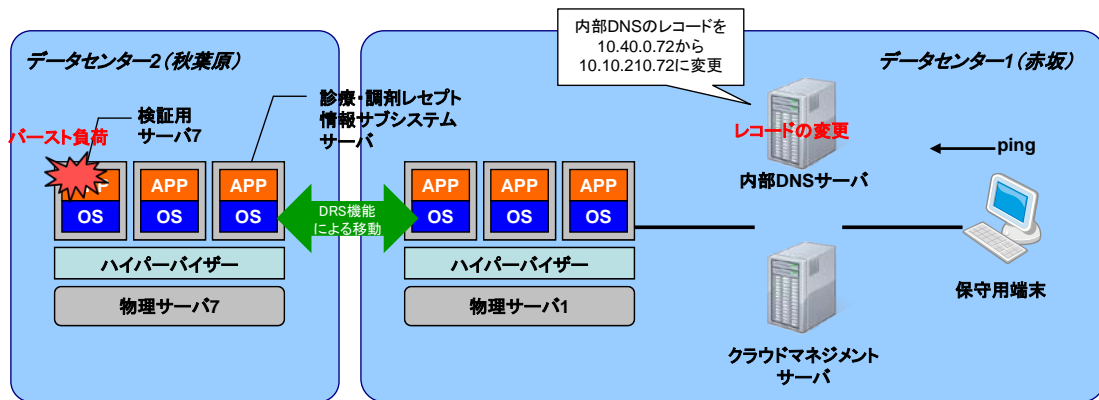 内部DNSのレコードを
10.40.0.72から
10.10.210.72に変更
データセンター2（秋葉原）
データセンター1（赤坂）
バースト負荷
検証用
サーバ7
診療・調剤レセプト
情報サブシステム
サーバ
レコードの変更
ping
内部DNSサーバ
APP
APP
APP
APP
APP
APP
OS
OS
OS
DRS機能
による移動
OS
OS
OS
ハイパーバイザー
ハイパーバイザー
物理サーバ7
物理サーバ1
保守用端末
クラウドマネジメント
サーバ